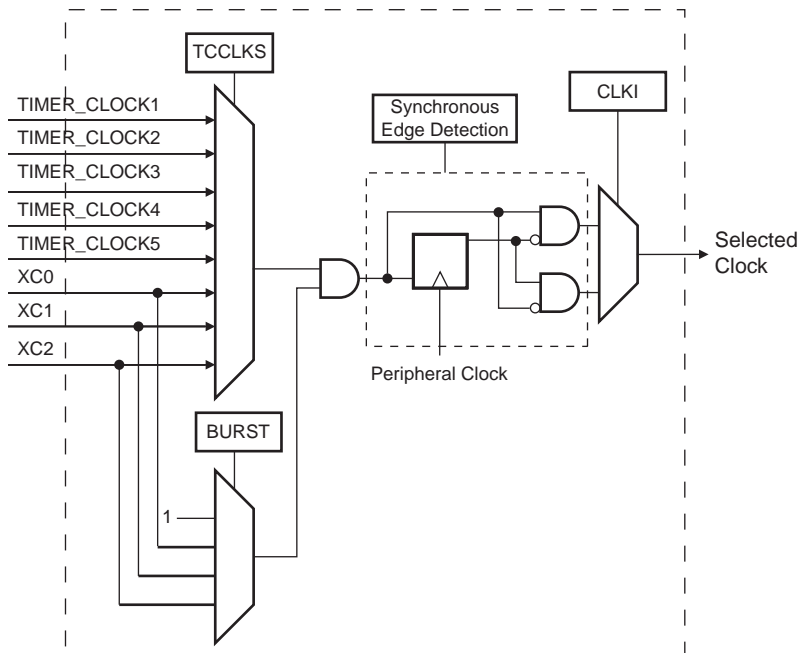 TCCLKS
TIMER_CLOCK1
TIMER_CLOCK2
TIMER_CLOCK3
TIMER_CLOCK4
TIMER_CLOCK5
XC0
XC1
XC2
Synchronous
Edge Detection
CLKI
Selected
Clock
Peripheral Clock
BURST
1